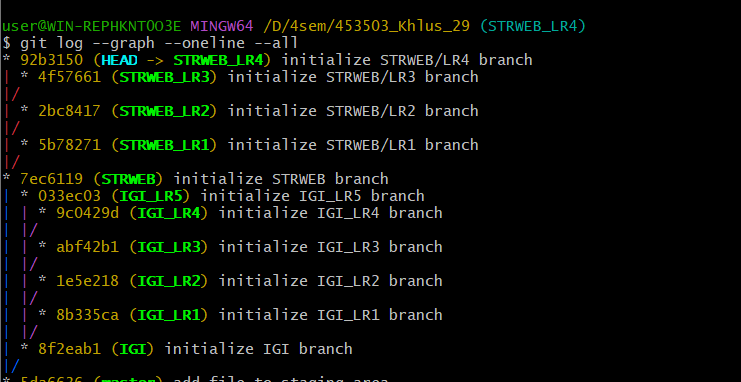 user@WIN-REPHKNTOO3E MINGW64 /D/4sem/453503_Khlus_29 (STRWEB_LR4)
$ git log --graph --oneline --all
* 92b3150 (HEAD -> STRWEB_LR4) initialize STRWEB/LR4 branch
| * 4f57661 (STRWEB_LR3) initialize STRWEB/LR3 branch
|/
| * 2bc8417 (STRWEB_LR2) initialize STRWEB/LR2 branch
|/
| * 5b78271 (STRWEB_LR1) initialize STRWEB/LR1 branch
|/
* 7ec6119 (STRWEB) initialize STRWEB branch
| * 033ec03 (IGI_LR5) initialize IGI_LR5 branch
| | * 9c0429d (IGI_LR4) initialize IGI_LR4 branch
| |/
| | * abf42b1 (IGI_LR3) initialize IGI_LR3 branch
| |/
| | * 1e5e218 (IGI_LR2) initialize IGI_LR2 branch
| |/
| | * 8b335ca (IGI_LR1) initialize IGI_LR1 branch
| |/
| * 8f2eab1 (IGI) initialize IGI branch
|/
* 5da6636 (master) add file to staging area